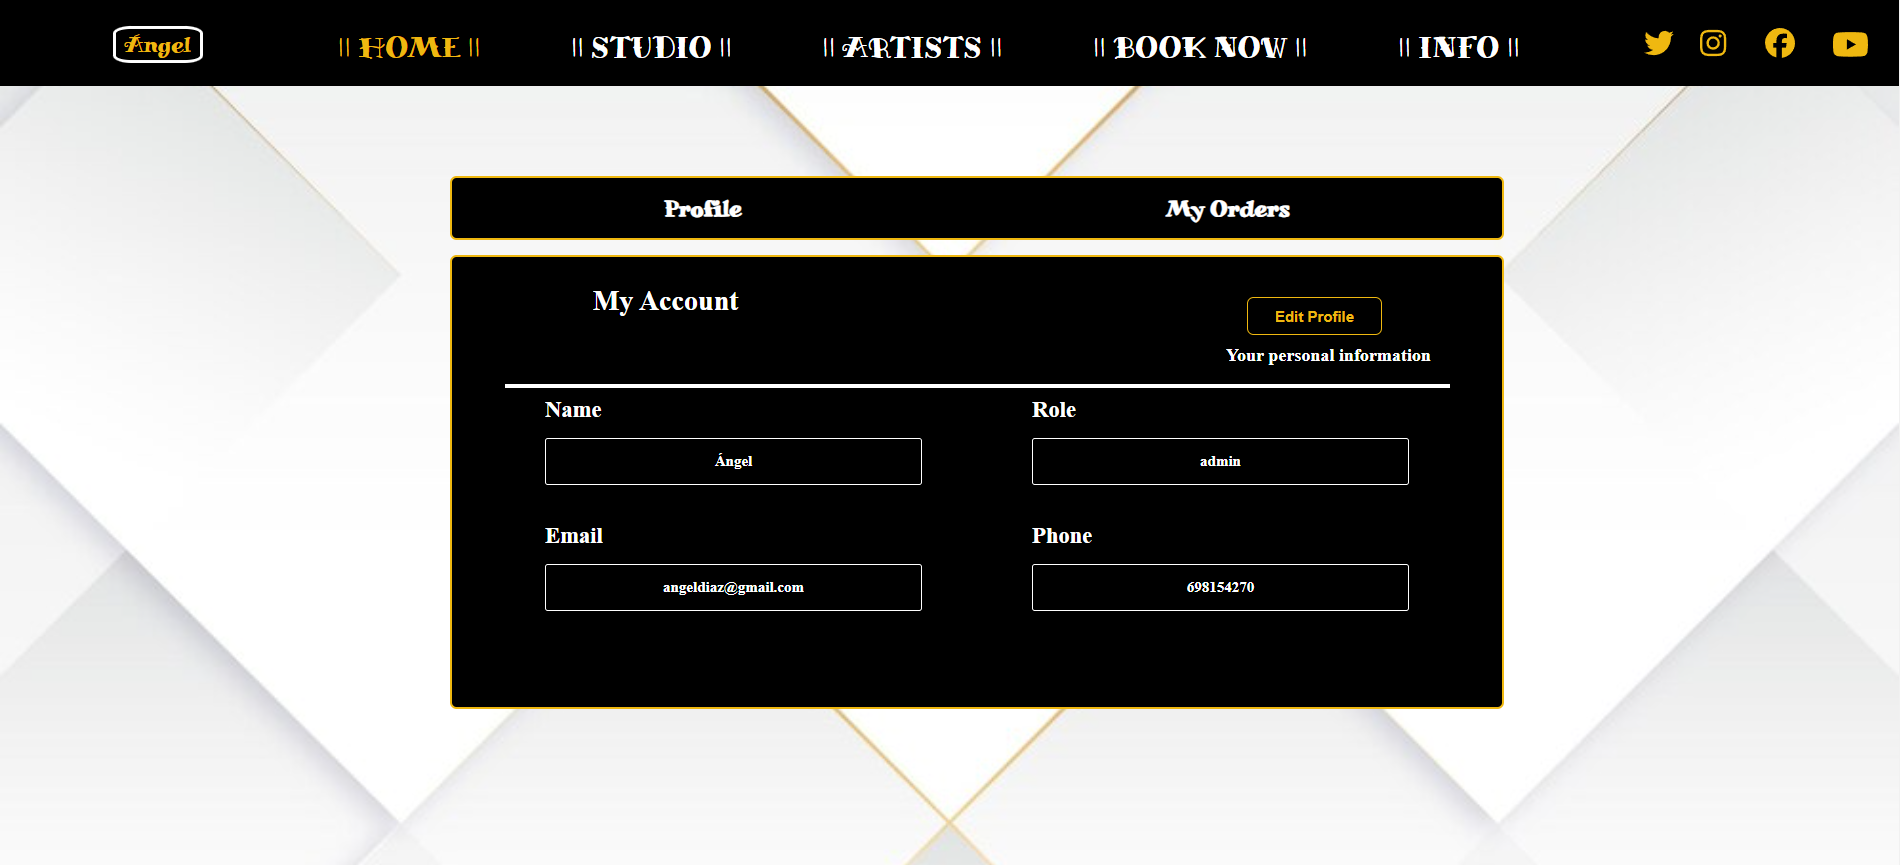 Ángel
|| HOME ||
|| STUDIO ||
|| ARTISTS ||
|| BOOK NOW ||
|| INFO ||
Profile
My Orders
My Account
Edit Profile
Your personal information
Name
Role
Ángel
admin
Email
Phone
angeldiaz@gmail.com
698154270